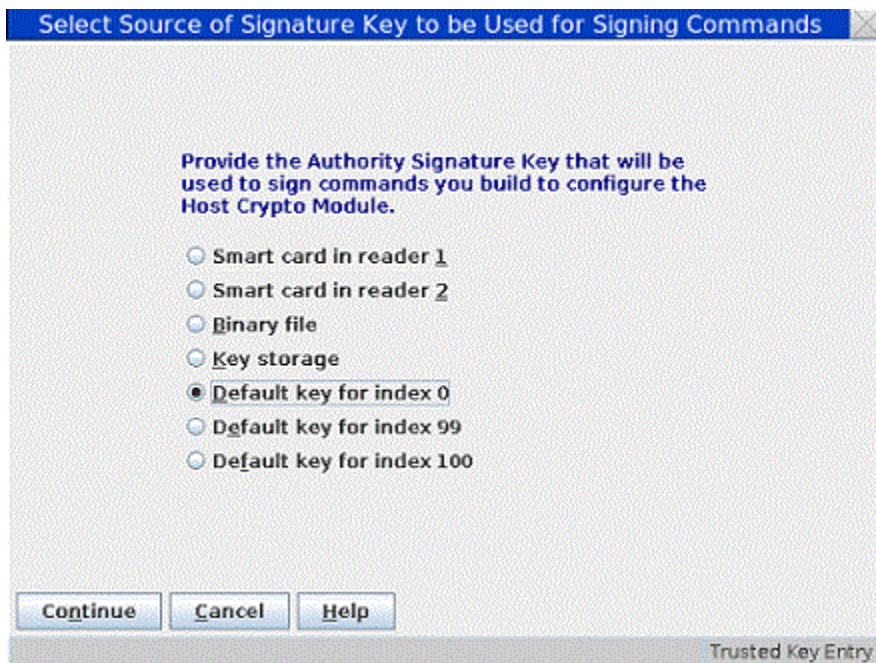 Select Source of Signature Key to be Used for Signing Commands
Provide the Authority Signature Key that will be
used to sign commands you build to configure the
Host Crypto Module.
Smart card in reader 1
Smart card in reader 2
Binary file
Key storage
Default key for index 0
Default key for index 99
Default key for index 100
Continue Cancel Help
Trusted Key Entry